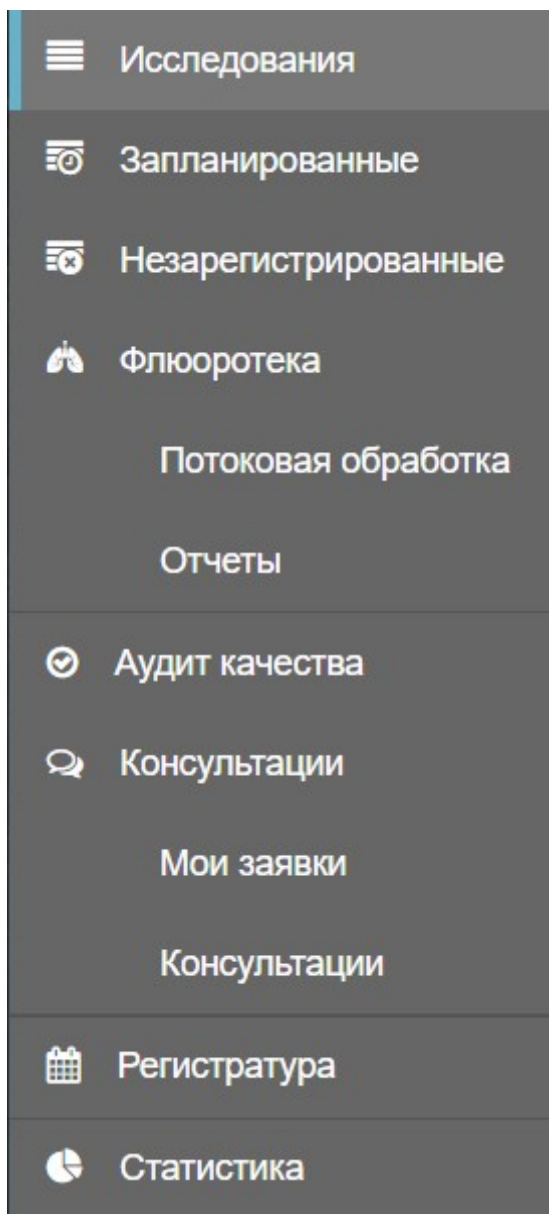 Исследования
Запланированные
Незарегистрированные
Флюоротека
Потоковая обработка
Отчеты
Аудит качества
Консультации
Мои заявки
Консультации
Регистратура
Статистика